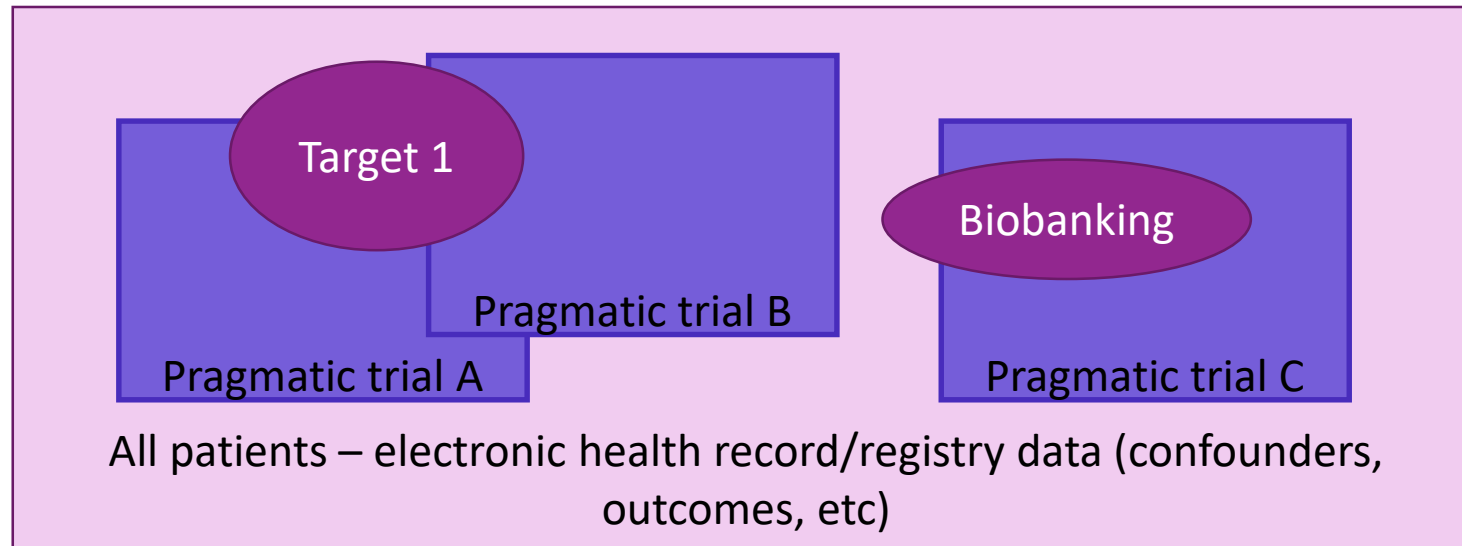 Target 1
Biobanking
Pragmatic trial B
Pragmatic trial A
Pragmatic trial C
All patients – electronic health record/registry data (confounders,
outcomes, etc)